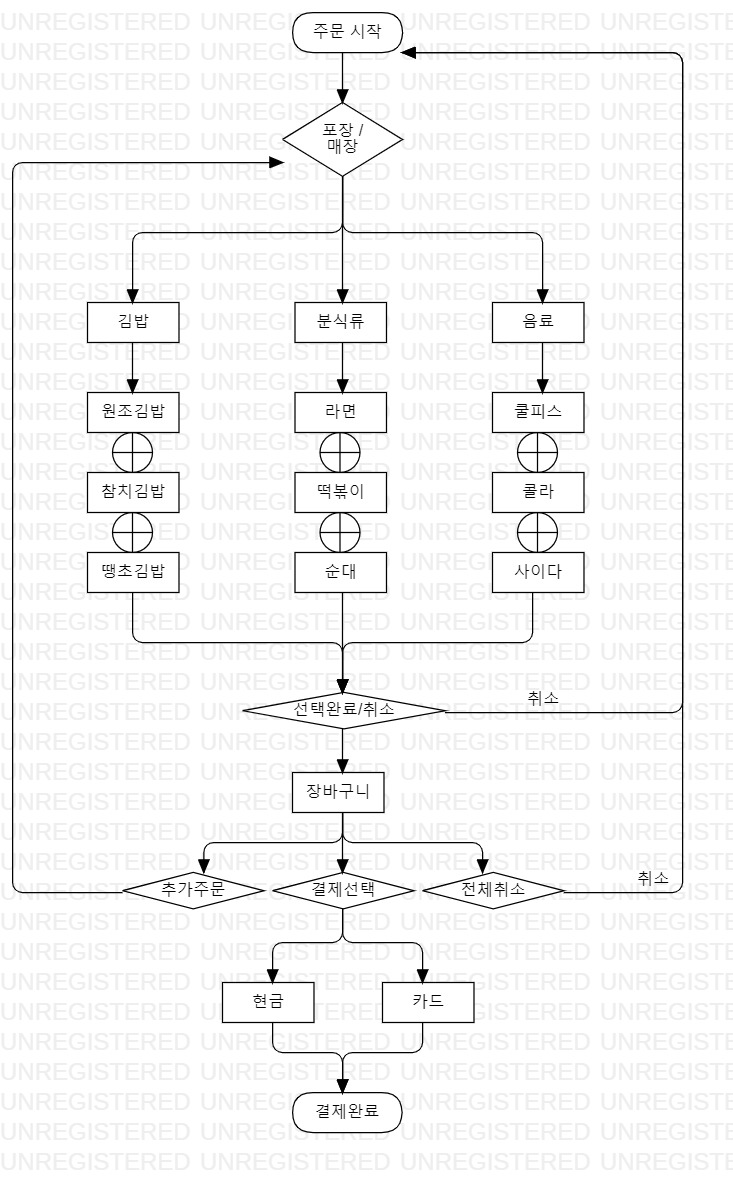 주문 시작
포장 /
매장
김밥
분식류
음료
원조김밥
라면
쿨피스
참치김밥
떡볶이
콜라
땡초김밥
순대
사이다
선택완료/취소
취소
장바구니
추가주문
결제선택
전체취소
취소
현금
카드
결제완료
UNREGISTERED UNREGISTERED UNREGISTERED UNREGISTERED